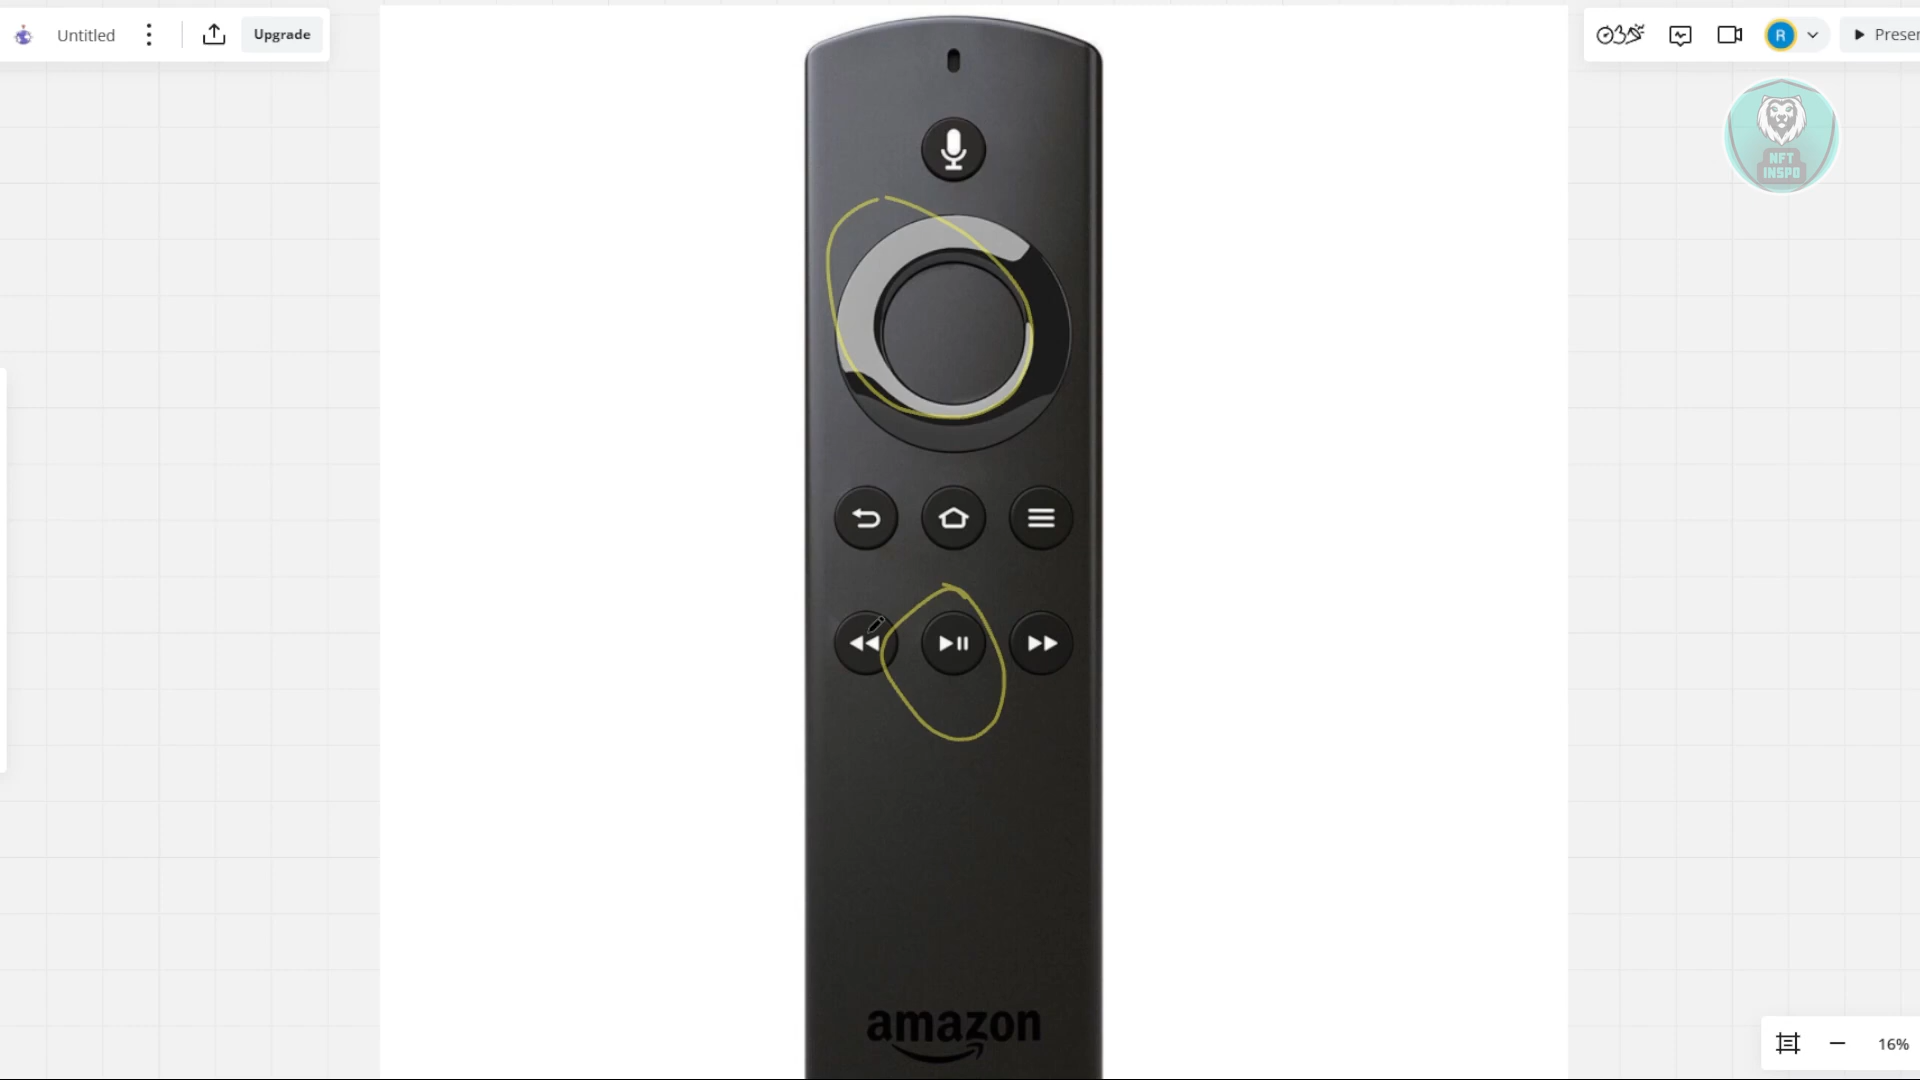 Untitled
Upgrade
R
Preser
NFT
INSPO
amazon
16%